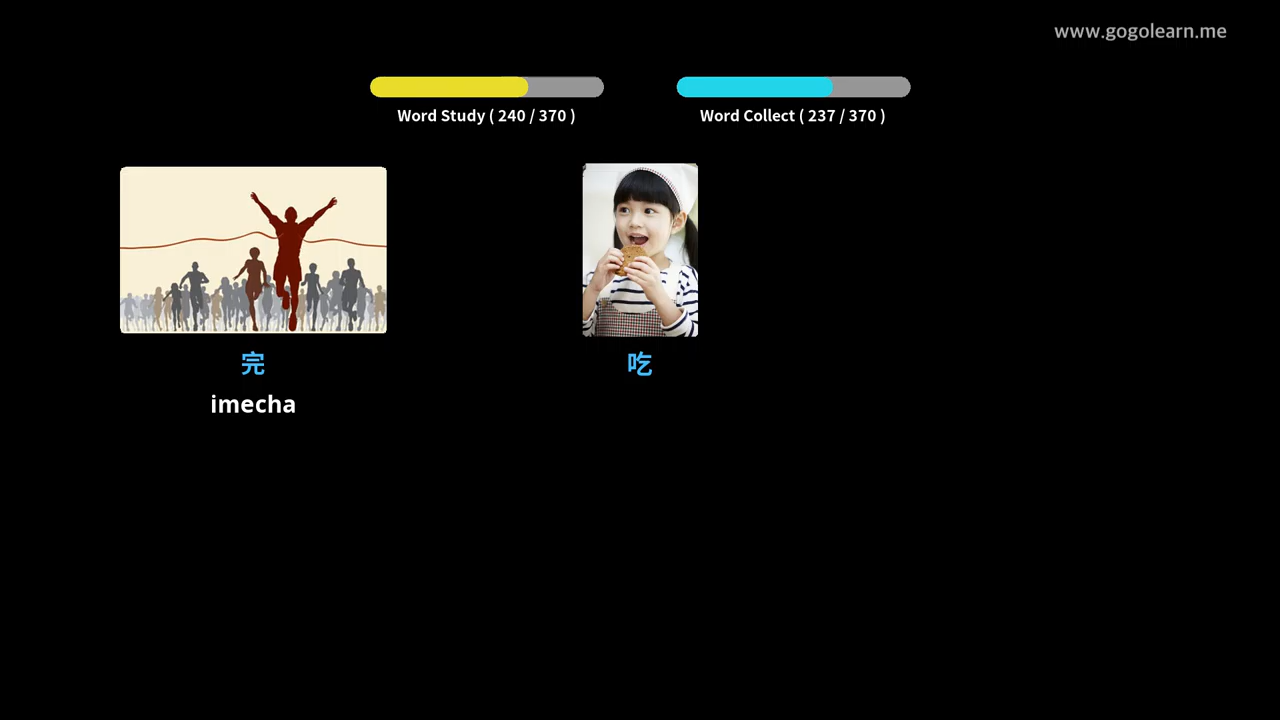 www.gogolearn.me
Word Study ( 240 / 370 )
Word Collect ( 237 / 370 )
完
吃
imecha